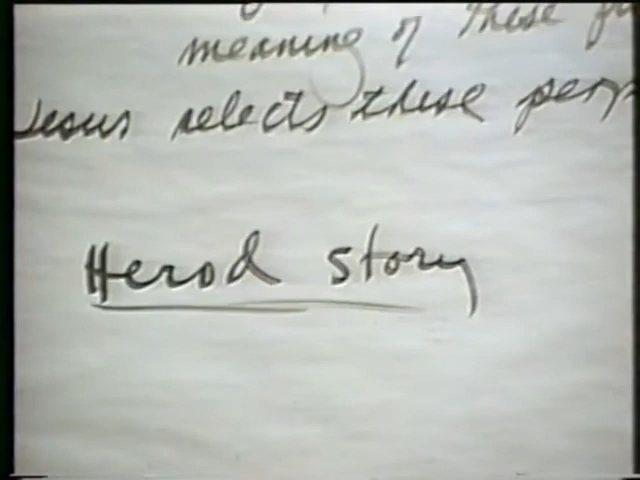 meaning of these
Jesus selects these
Herod story